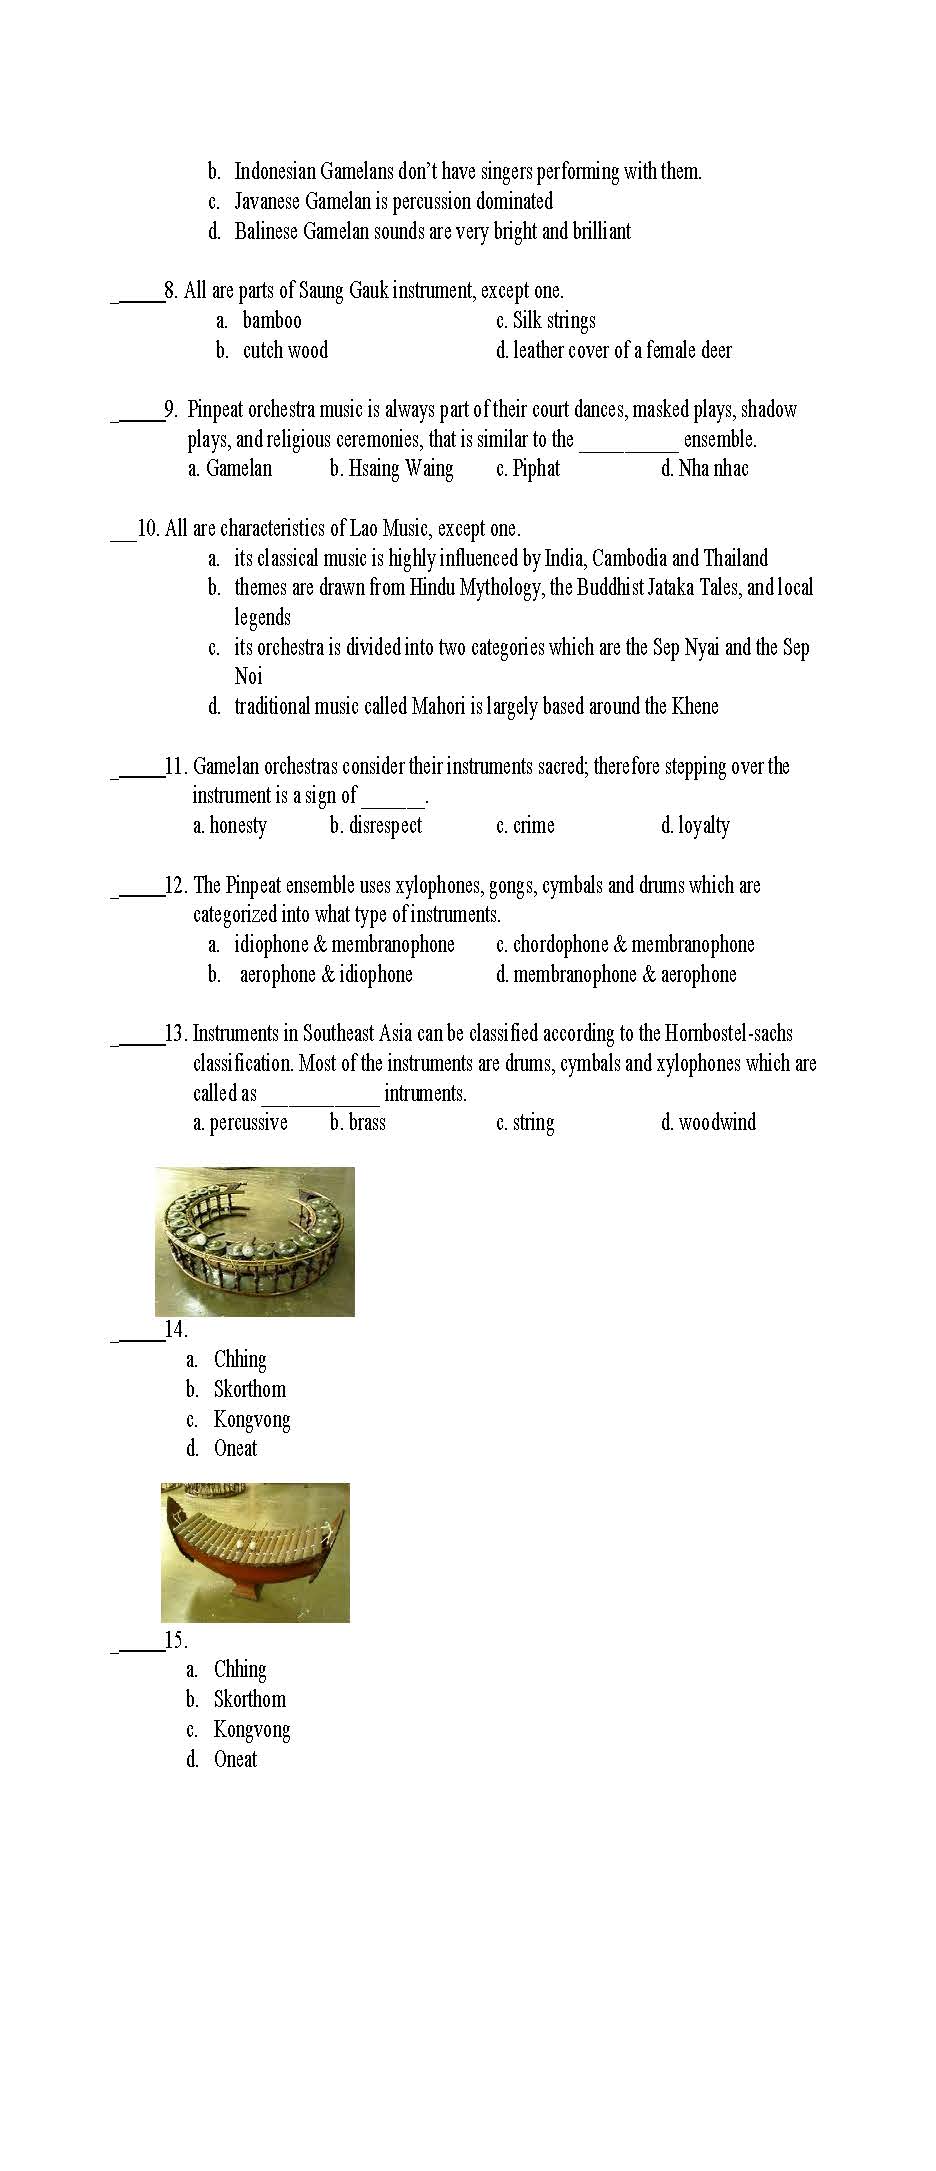 b. Indonesian Gamelans don’t have singers performing with them.
c. Javanese Gamelan is percussion dominated
d. Balinese Gamelan sounds are very bright and brilliant
______8. All are parts of Saung Gauk instrument, except one.
a. bamboo c. Silk strings
b. cutch wood d. leather cover of a female deer
______9. Pinpeat orchestra music is always part of their court dances, masked plays, shadow
plays, and religious ceremonies, that is similar to the ___________ ensemble.
a. Gamelan b. Hsaing Waing c. Piphat d. Nha nhac
___10. All are characteristics of Lao Music, except one.
a. its classical music is highly influenced by India, Cambodia and Thailand
b. themes are drawn from Hindu Mythology, the Buddhist Jataka Tales, and local
legends
c. its orchestra is divided into two categories which are the Sep Nyai and the Sep
Noi
d. traditional music called Mahori is largely based around the Khene
______11. Gamelan orchestras consider their instruments sacred; therefore stepping over the
instrument is a sign of _______.
a. honesty b. disrespect c. crime d. loyalty
______12. The Pinpeat ensemble uses xylophones, gongs, cymbals and drums which are
categorized into what type of instruments.
a. idiophone & membranophone c. chordophone & membranophone
b. aerophone & idiophone d. membranophone & aerophone
______13. Instruments in Southeast Asia can be classified according to the Hornbostel-sachs
classification. Most of the instruments are drums, cymbals and xylophones which are
called as _____________ intruments.
a. percussive b. brass c. string d. woodwind
______14.
a. Chhing
b. Skorthom
c. Kongvong
d. Oneat
______15.
a. Chhing
b. Skorthom
c. Kongvong
d. Oneat